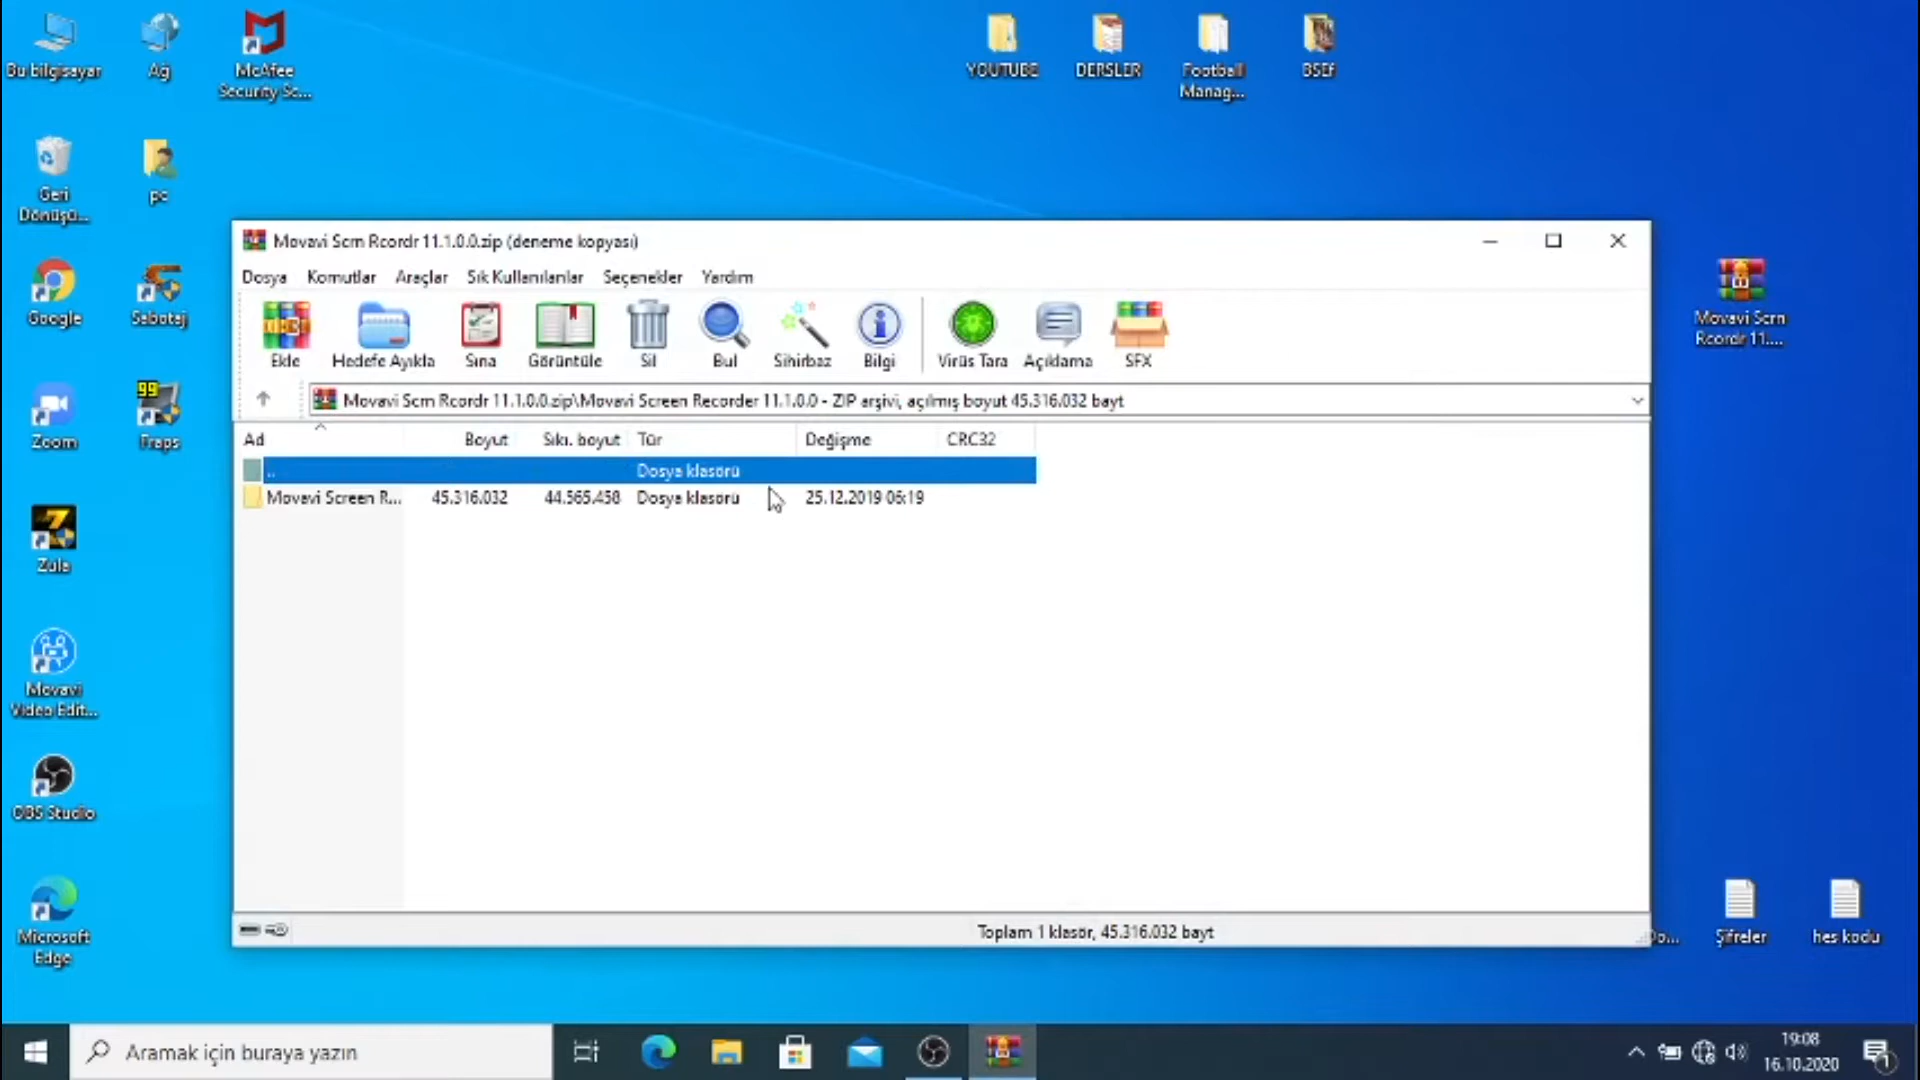 Bu bilgisayar
Ağ
McAfee
Security Sc...
YOUTUBE
DERSLER
Football
Manag...
BSEf
Geri
Dönüşü...
pc
Google
Sabotaj
Zoom
99
Fraps
Zula
Movavi
Video Edit...
OBS Studio
Microsoft
Edge
Movavi Scrn Rcordr 11.1.0.0.zip (deneme kopyası)
Dosya Komutlar Araçlar Sık Kullanılanlar Seçenekler Yardım
Ekle Hedefe Ayıkla Sına Görüntüle Sil Bul Sihirbaz Bilgi Virüs Tara Açıklama SFX
Movavi Scrn Rcordr 11.1.0.0.zip\Movavi Screen Recorder 11.1.0.0 - ZIP arşivi, açılmış boyut 45.316.032 bayt
Ad Boyut Sıkı. boyut Tür Değişme CRC32
.. Dosya klasörü
Movavi Screen R... 45.316.032 44.565.458 Dosya klasörü 25.12.2019 06:19
Toplam 1 klasör, 45.316.032 bayt
Movavi Scrn
Rcordr 11....
Şifreler
hes kodu
Aramak için buraya yazın
19:08
16.10.2020
1